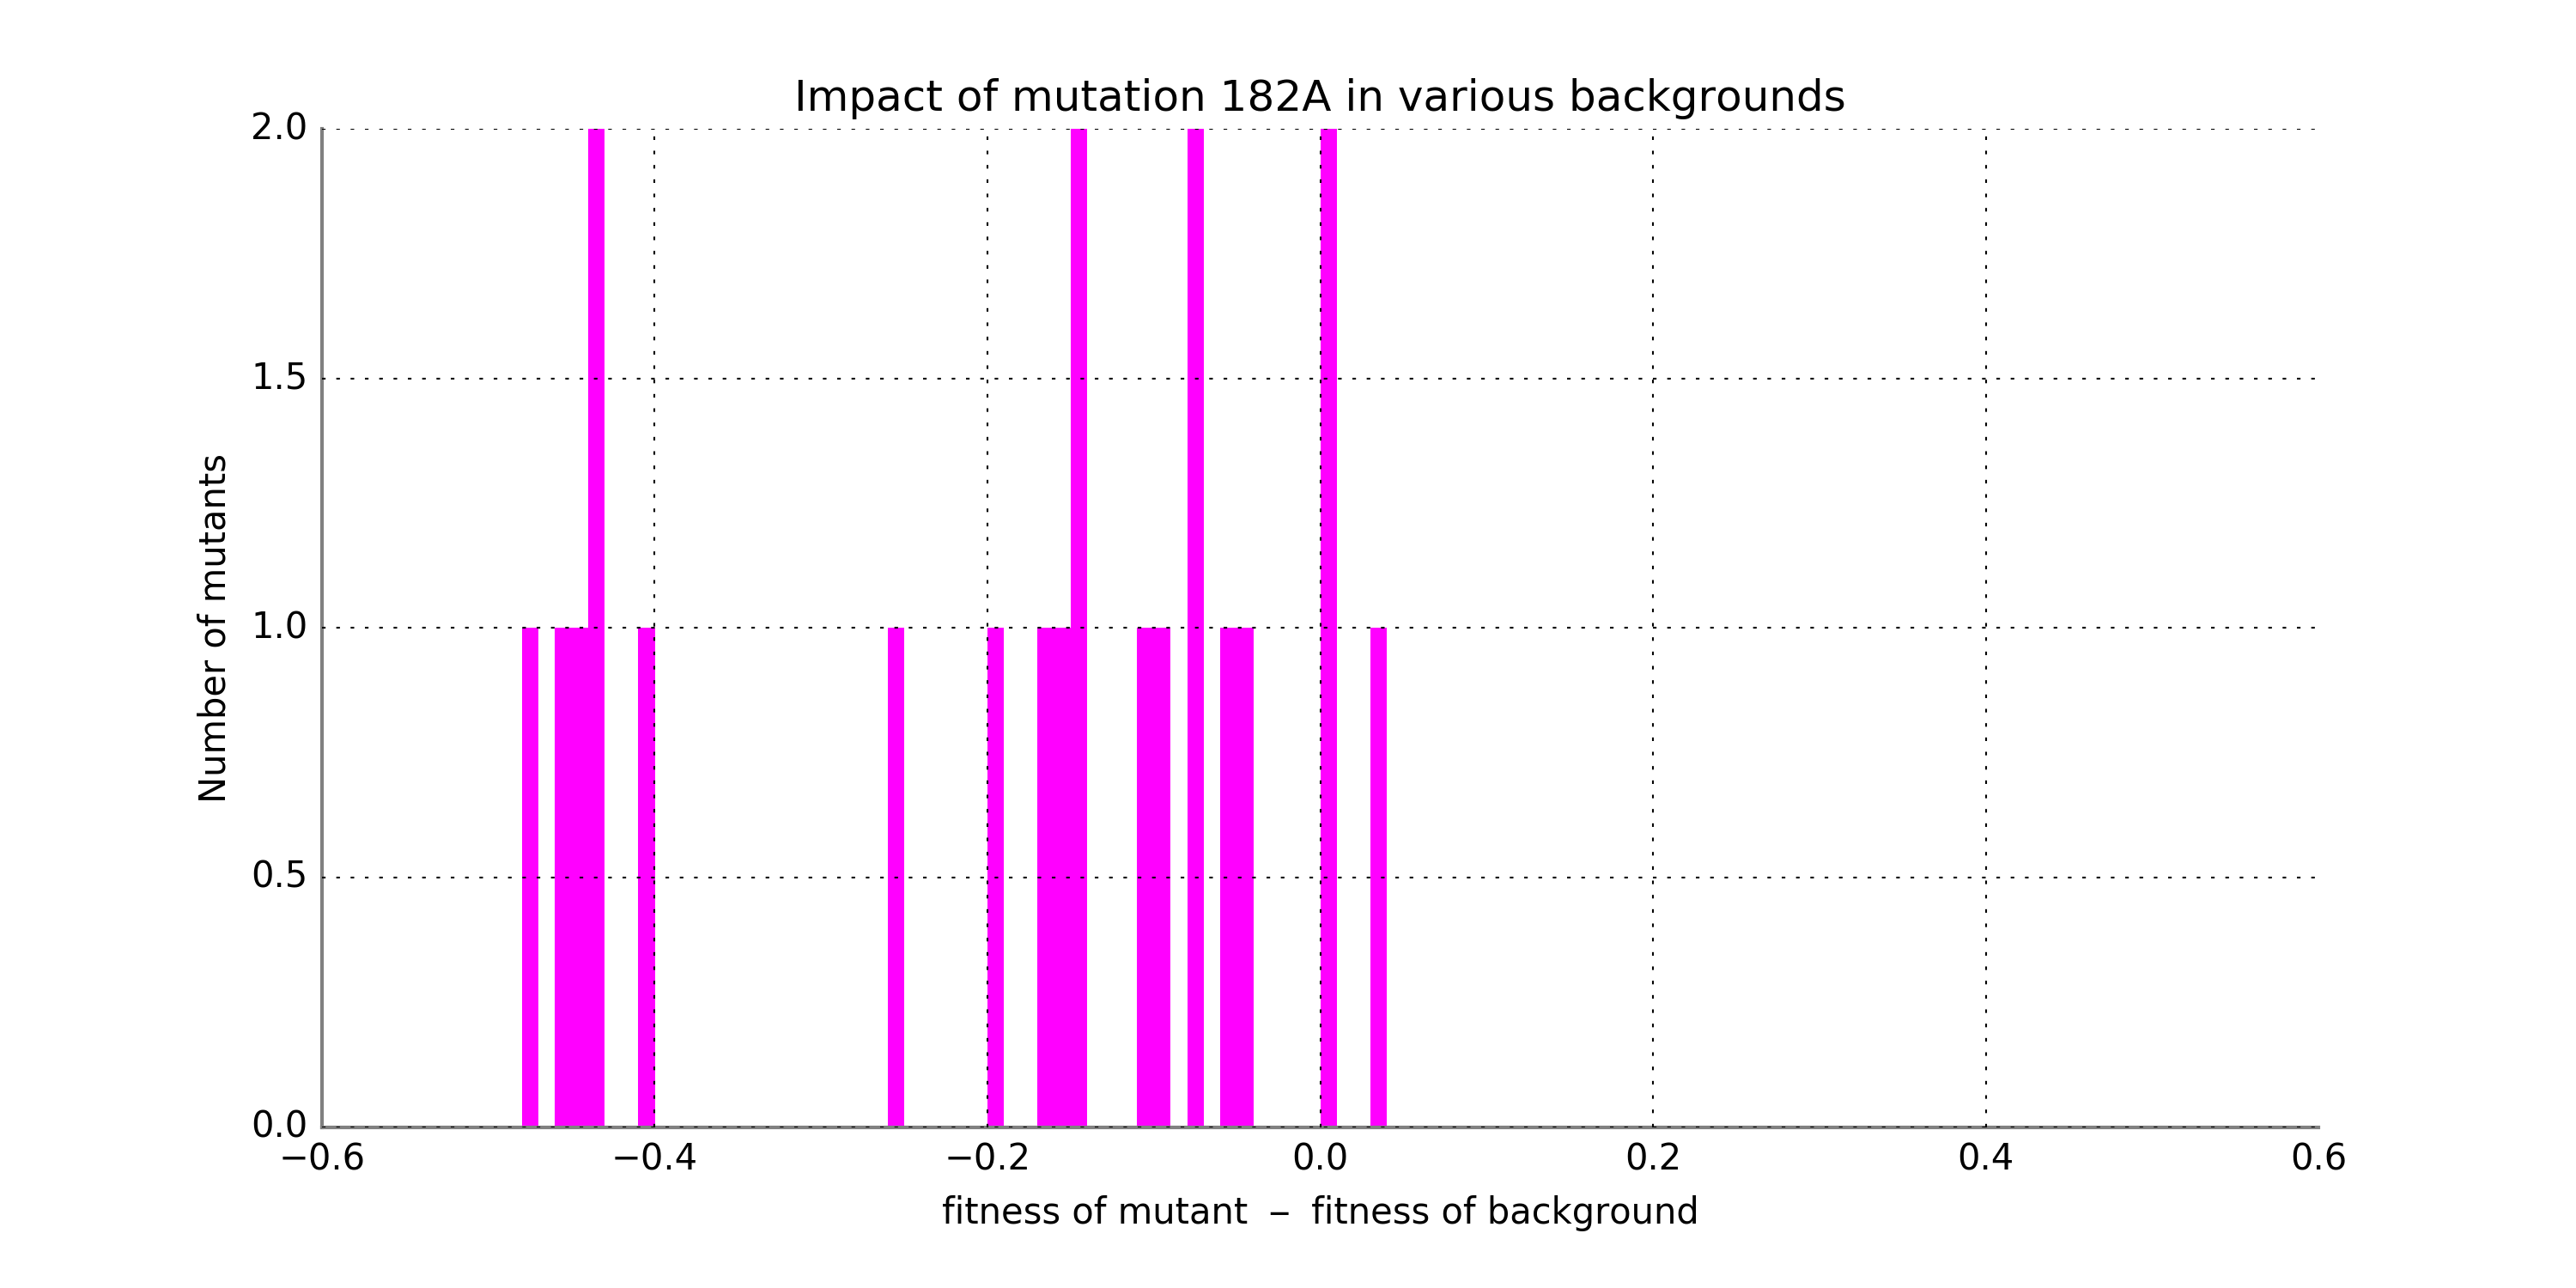 Impact of mutation 182A in various backgrounds
2.0
1.5
1.0
0.5
0.0
Number of mutants
−0.6 −0.4 −0.2 0.0 0.2 0.4 0.6
fitness of mutant − fitness of background